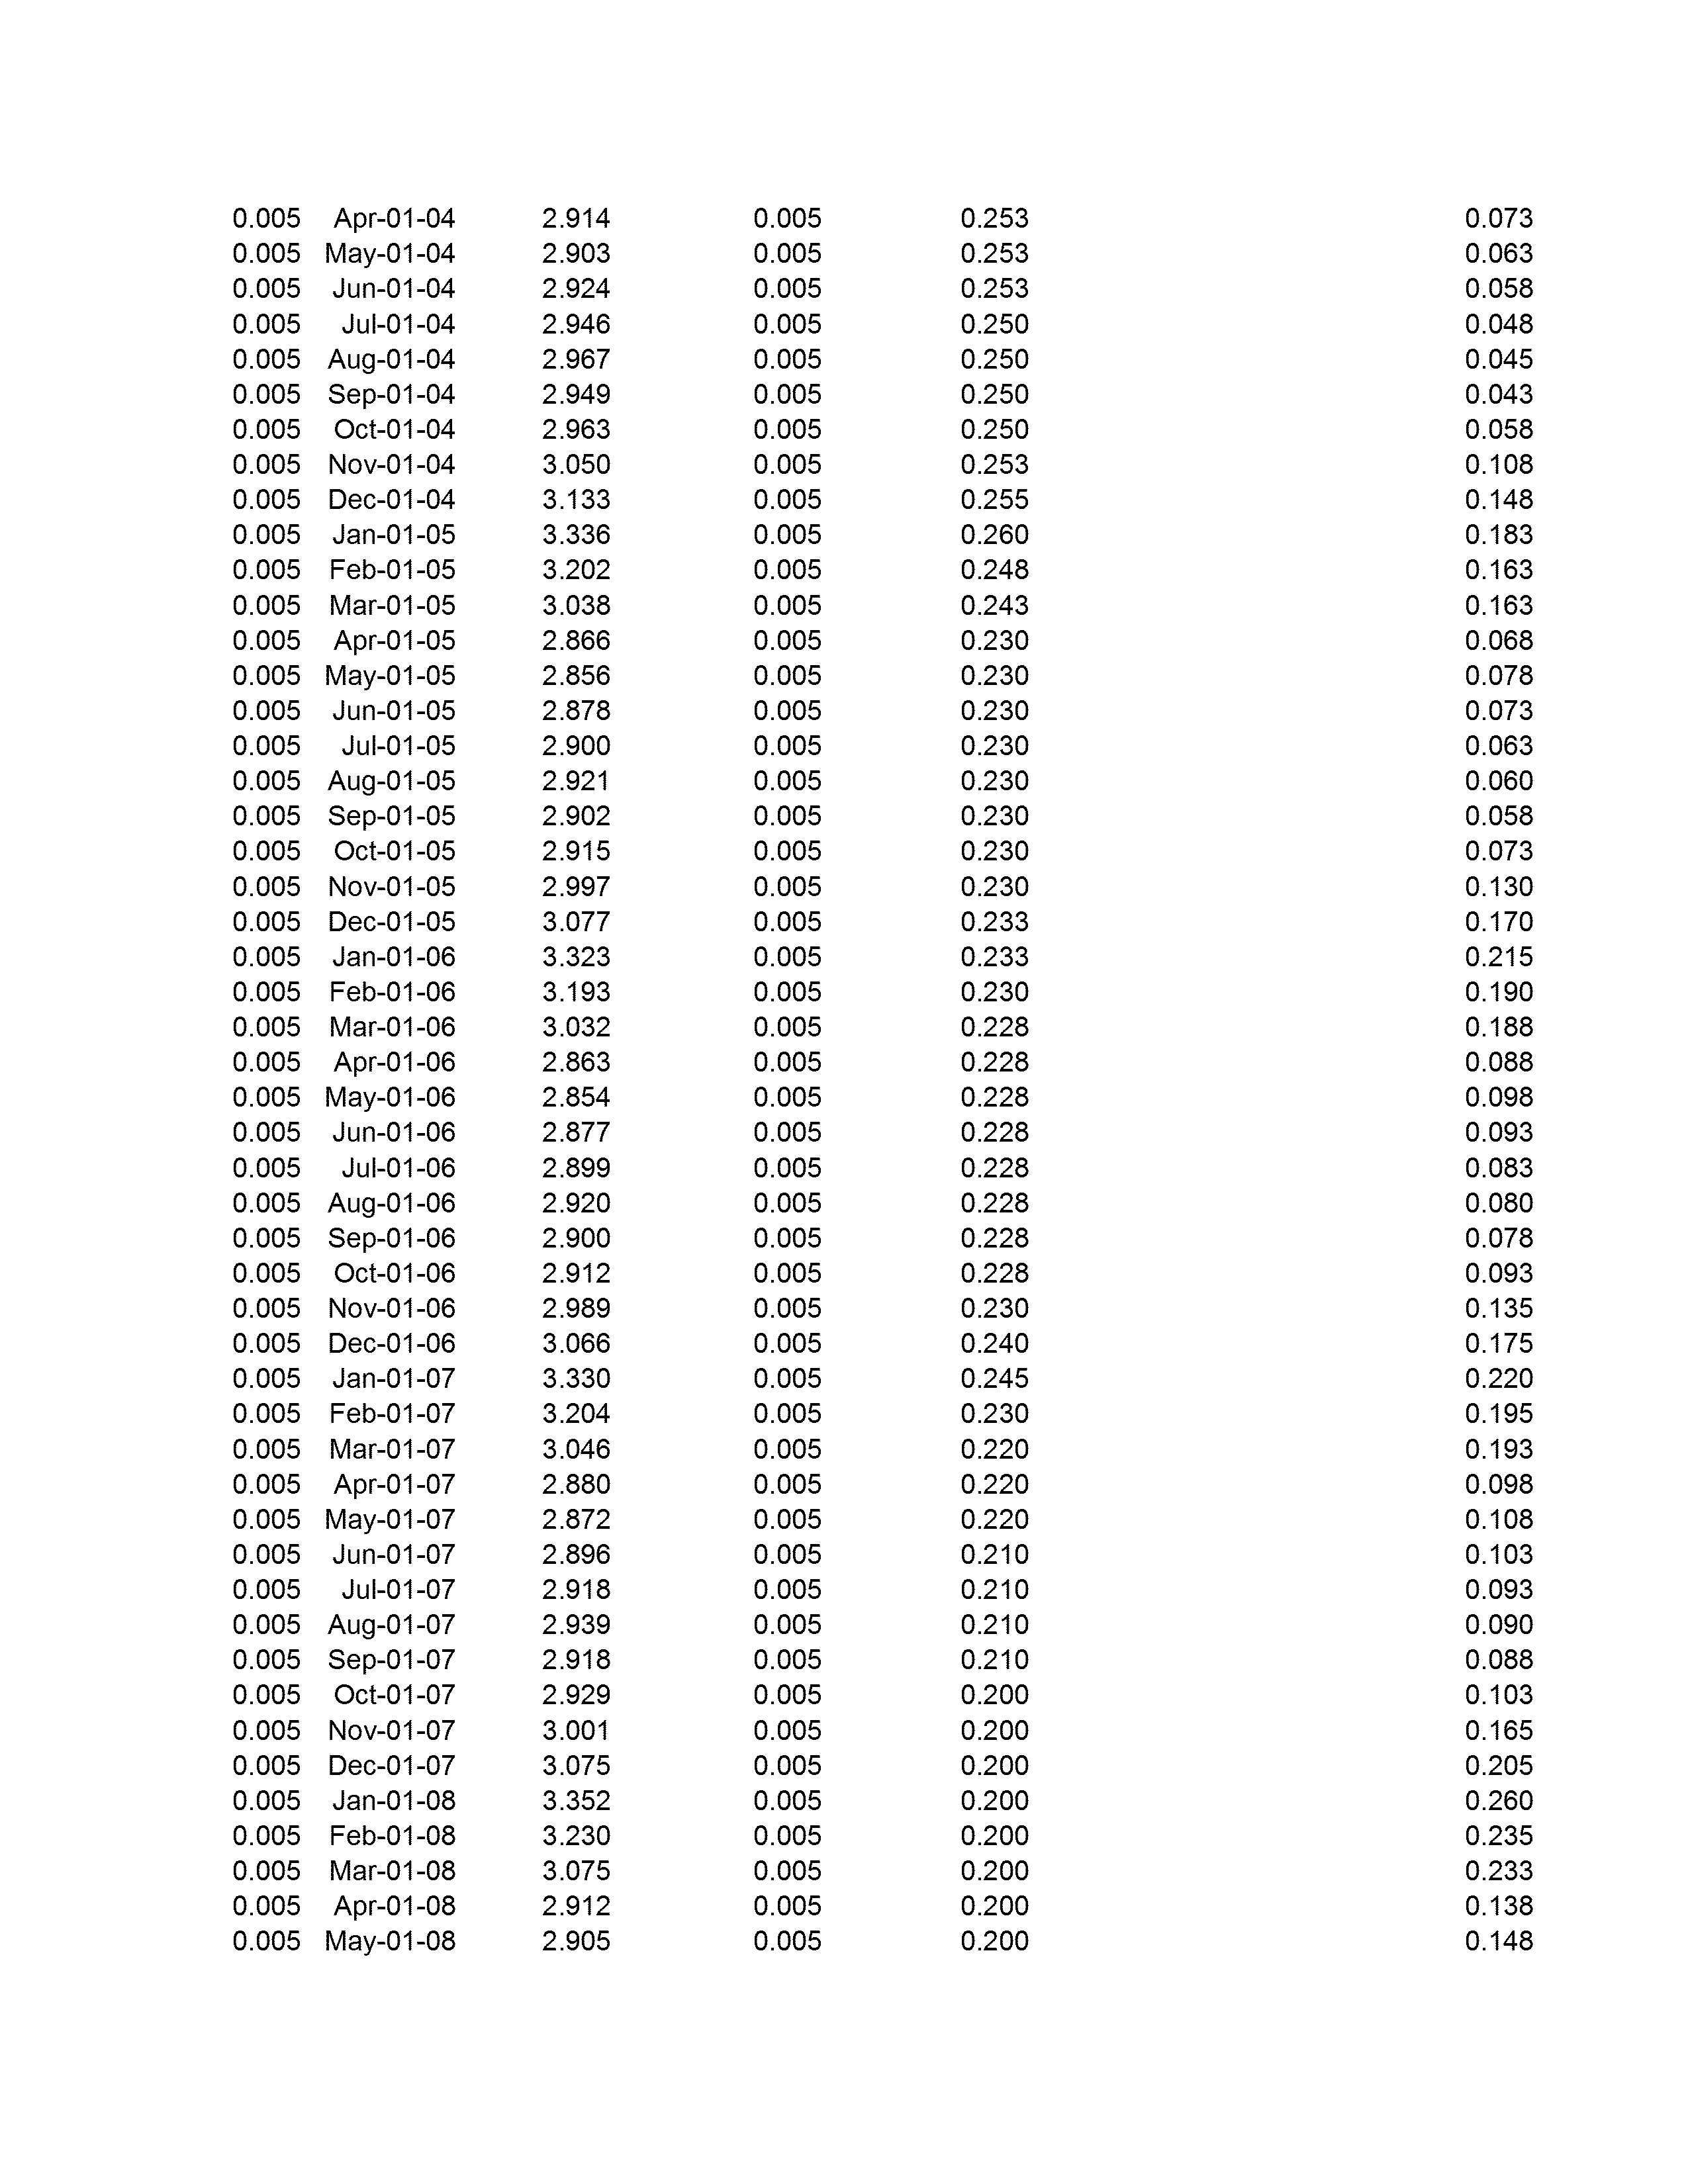 0.005 Apr-01-04 2.914 0.005 0.253 0.073
0.005 May-01-04 2.903 0.005 0.253 0.063
0.005 Jun-01-04 2.924 0.005 0.253 0.058
0.005 Jul-01-04 2.946 0.005 0.250 0.048
0.005 Aug-01-04 2.967 0.005 0.250 0.045
0.005 Sep-01-04 2.949 0.005 0.250 0.043
0.005 Oct-01-04 2.963 0.005 0.250 0.058
0.005 Nov-01-04 3.050 0.005 0.253 0.108
0.005 Dec-01-04 3.133 0.005 0.255 0.148
0.005 Jan-01-05 3.336 0.005 0.260 0.183
0.005 Feb-01-05 3.202 0.005 0.248 0.163
0.005 Mar-01-05 3.038 0.005 0.243 0.163
0.005 Apr-01-05 2.866 0.005 0.230 0.068
0.005 May-01-05 2.856 0.005 0.230 0.078
0.005 Jun-01-05 2.878 0.005 0.230 0.073
0.005 Jul-01-05 2.900 0.005 0.230 0.063
0.005 Aug-01-05 2.921 0.005 0.230 0.060
0.005 Sep-01-05 2.902 0.005 0.230 0.058
0.005 Oct-01-05 2.915 0.005 0.230 0.073
0.005 Nov-01-05 2.997 0.005 0.230 0.130
0.005 Dec-01-05 3.077 0.005 0.233 0.170
0.005 Jan-01-06 3.323 0.005 0.233 0.215
0.005 Feb-01-06 3.193 0.005 0.230 0.190
0.005 Mar-01-06 3.032 0.005 0.228 0.188
0.005 Apr-01-06 2.863 0.005 0.228 0.088
0.005 May-01-06 2.854 0.005 0.228 0.098
0.005 Jun-01-06 2.877 0.005 0.228 0.093
0.005 Jul-01-06 2.899 0.005 0.228 0.083
0.005 Aug-01-06 2.920 0.005 0.228 0.080
0.005 Sep-01-06 2.900 0.005 0.228 0.078
0.005 Oct-01-06 2.912 0.005 0.228 0.093
0.005 Nov-01-06 2.989 0.005 0.230 0.135
0.005 Dec-01-06 3.066 0.005 0.240 0.175
0.005 Jan-01-07 3.330 0.005 0.245 0.220
0.005 Feb-01-07 3.204 0.005 0.230 0.195
0.005 Mar-01-07 3.046 0.005 0.220 0.193
0.005 Apr-01-07 2.880 0.005 0.220 0.098
0.005 May-01-07 2.872 0.005 0.220 0.108
0.005 Jun-01-07 2.896 0.005 0.210 0.103
0.005 Jul-01-07 2.918 0.005 0.210 0.093
0.005 Aug-01-07 2.939 0.005 0.210 0.090
0.005 Sep-01-07 2.918 0.005 0.210 0.088
0.005 Oct-01-07 2.929 0.005 0.200 0.103
0.005 Nov-01-07 3.001 0.005 0.200 0.165
0.005 Dec-01-07 3.075 0.005 0.200 0.205
0.005 Jan-01-08 3.352 0.005 0.200 0.260
0.005 Feb-01-08 3.230 0.005 0.200 0.235
0.005 Mar-01-08 3.075 0.005 0.200 0.233
0.005 Apr-01-08 2.912 0.005 0.200 0.138
0.005 May-01-08 2.905 0.005 0.200 0.148